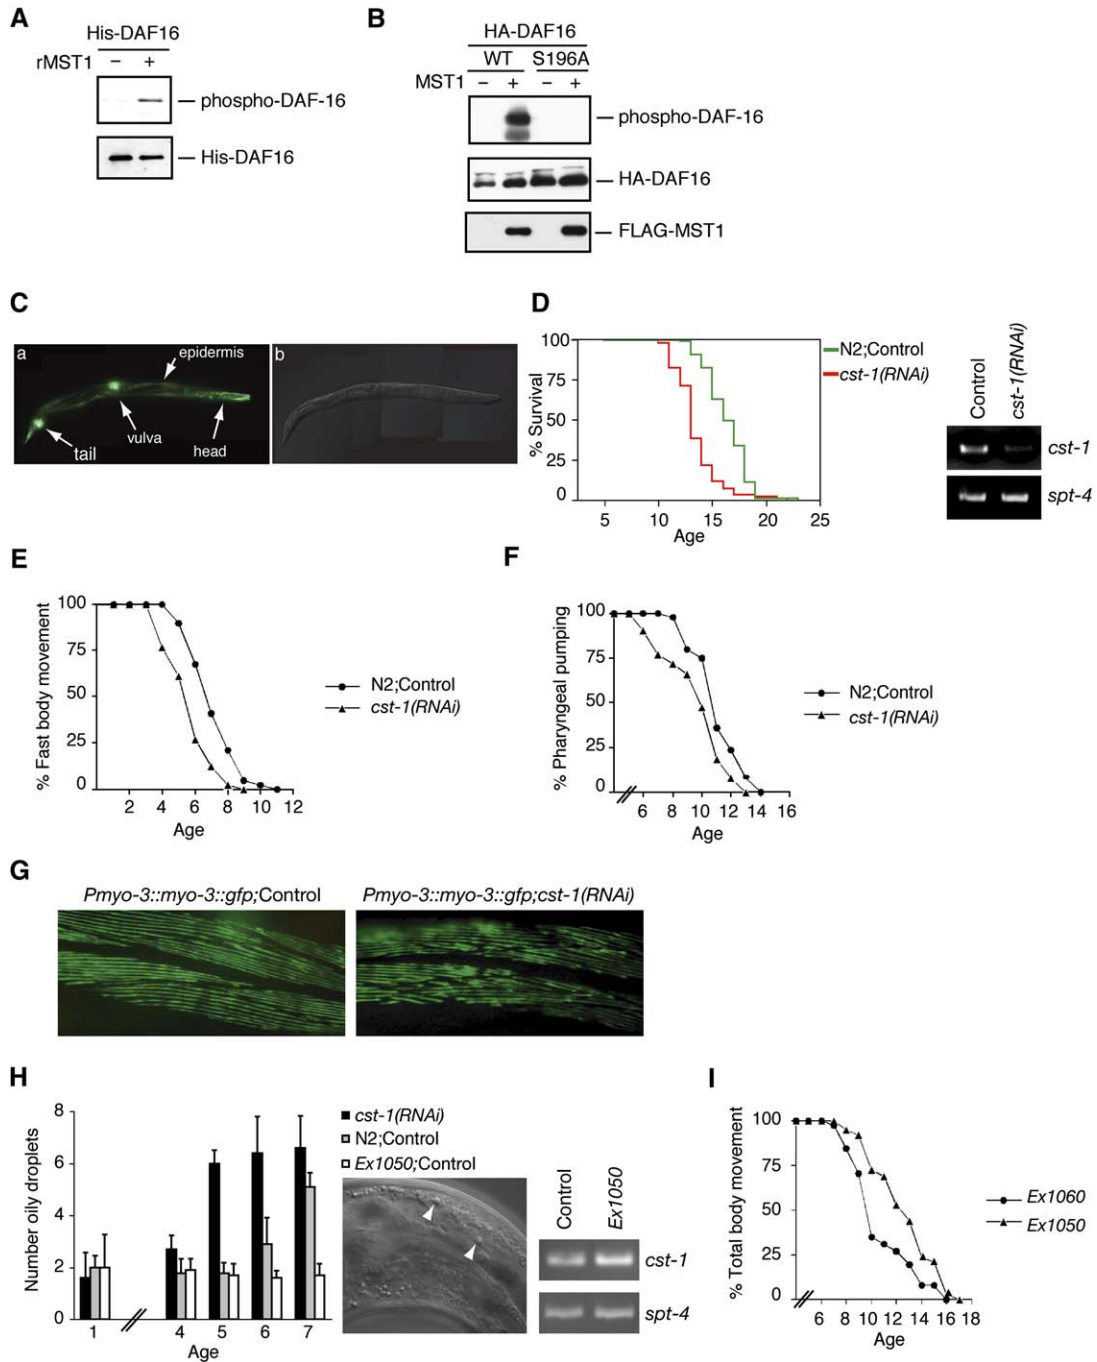 A
His-DAF16
rMST1 − +
phospho-DAF-16
His-DAF16
B
HA-DAF16
WT S196A
MST1 − + − +
phospho-DAF-16
HA-DAF16
FLAG-MST1
C
a
epidermis
tail
vulva
head
b
D
% Survival
100
75
50
25
0
5 10 15 20 25
Age
N2;Control
cst-1(RNAi)
Control
cst-1(RNAi)
cst-1
spt-4
E
% Fast body movement
100
75
50
25
0
2 4 6 8 10 12
Age
N2;Control
cst-1(RNAi)
F
% Pharyngeal pumping
100
75
50
25
0
6 8 10 12 14 16
Age
N2;Control
cst-1(RNAi)
G
Pmyo-3::myo-3::gfp;Control
Pmyo-3::myo-3::gfp;cst-1(RNAi)
H
Number oily droplets
8
6
4
2
0
1 4 5 6 7
Age
cst-1(RNAi)
N2;Control
Ex1050;Control
Control
Ex1050
cst-1
spt-4
I
% Total body movement
100
75
50
25
0
6 8 10 12 14 16 18
Age
Ex1060
Ex1050